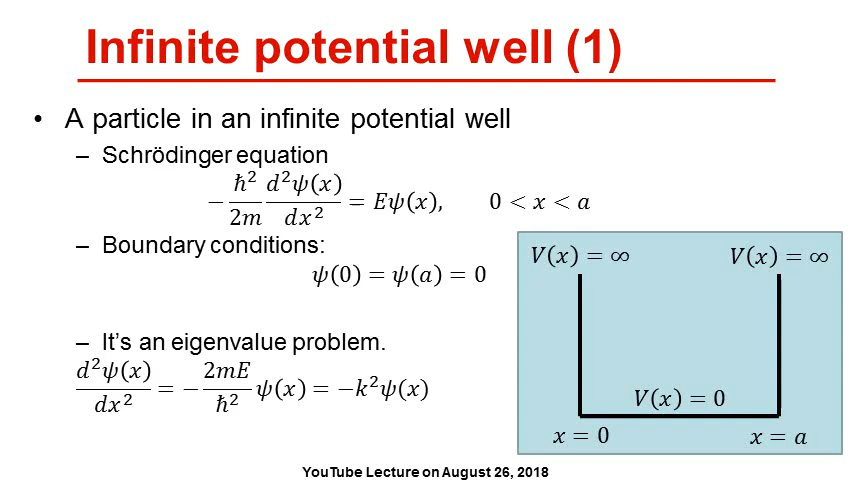 Infinite potential well (1)
• A particle in an infinite potential well
– Schrödinger equation
−ħ²/2m d²ψ(x)/dx² = Eψ(x), 0 < x < a
– Boundary conditions:
ψ(0) = ψ(a) = 0
– It's an eigenvalue problem.
d²ψ(x)/dx² = −2mE/ħ² ψ(x) = −k²ψ(x)
V(x) = ∞ V(x) = ∞
V(x) = 0
x = 0 x = a
YouTube Lecture on August 26, 2018